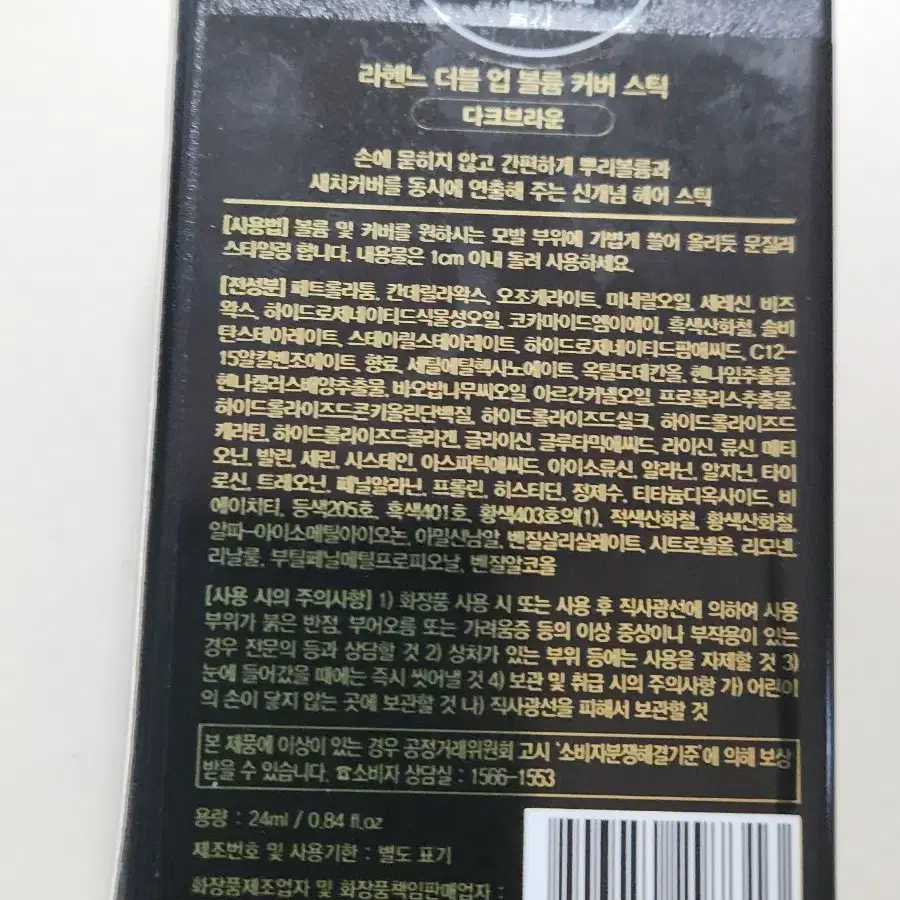 라헨느 더블 업 볼륨 커버 스틱
다크브라운
손에 묻히지 않고 간편하게 뿌리볼륨과
새치커버를 동시에 연출해 주는 신개념 헤어 스틱
[사용법] 볼륨 및 커버를 원하시는 모발 부위에 가볍게 쓸어 올리듯 문질러
스타일링 합니다. 내용물은 1cm 이내 돌려 사용하세요.
[전성분] 페트롤라튬, 칸데릴라왁스, 오조케라이트, 미네랄오일, 세레신, 비즈
왁스, 하이드로제네이티드식물성오일, 코카마이드엠이에이, 흑색산화철, 솔비
탄스테아레이트, 스테아릴스테아레이트, 하이드로제네이티드팜애씨드, C12-
15알킬벤조에이트, 향료, 세틸에틸헥사노에이트, 옥틸도데칸올, 헨나잎추출물,
헨나캘러스배양추출물, 바오밥나무씨오일, 아르간커넬오일, 프로폴리스추출물,
하이드롤라이즈드콘키올린단백질, 하이드롤라이즈드실크, 하이드롤라이즈드
케라틴, 하이드롤라이즈드콜라겐, 글라이신, 글루타믹애씨드, 라이신, 류신, 메티
오닌, 발린, 세린, 시스테인, 아스파틱애씨드, 아이소류신, 알라닌, 알지닌, 타이
로신, 트레오닌, 페닐알라닌, 프롤린, 히스티딘, 정제수, 티타늄디옥사이드, 비
에이치티, 등색205호, 흑색401호, 황색403호의(1), 적색산화철, 황색산화철,
알파-아이소메틸아이오논, 아밀신남알, 벤질살리실레이트, 시트로넬올, 리모넨,
리날룰, 부틸페닐메틸프로피오날, 벤질알코올
[사용 시의 주의사항] 1) 화장품 사용 시 또는 사용 후 직사광선에 의하여 사용
부위가 붉은 반점, 부어오름 또는 가려움증 등의 이상 증상이나 부작용이 있는
경우 전문의 등과 상담할 것 2) 상처가 있는 부위 등에는 사용을 자제할 것 3)
눈에 들어갔을 때에는 즉시 씻어낼 것 4) 보관 및 취급 시의 주의사항 가) 어린이
의 손이 닿지 않는 곳에 보관할 것 나) 직사광선을 피해서 보관할 것
본 제품에 이상이 있는 경우 공정거래위원회 고시 '소비자분쟁해결기준'에 의해 보상
받을 수 있습니다. ☎소비자 상담실 : 1566-1553
용량 : 24ml / 0.84 fl.oz
제조번호 및 사용기한 : 별도 표기
화장품제조업자 및 화장품책임판매업자 :